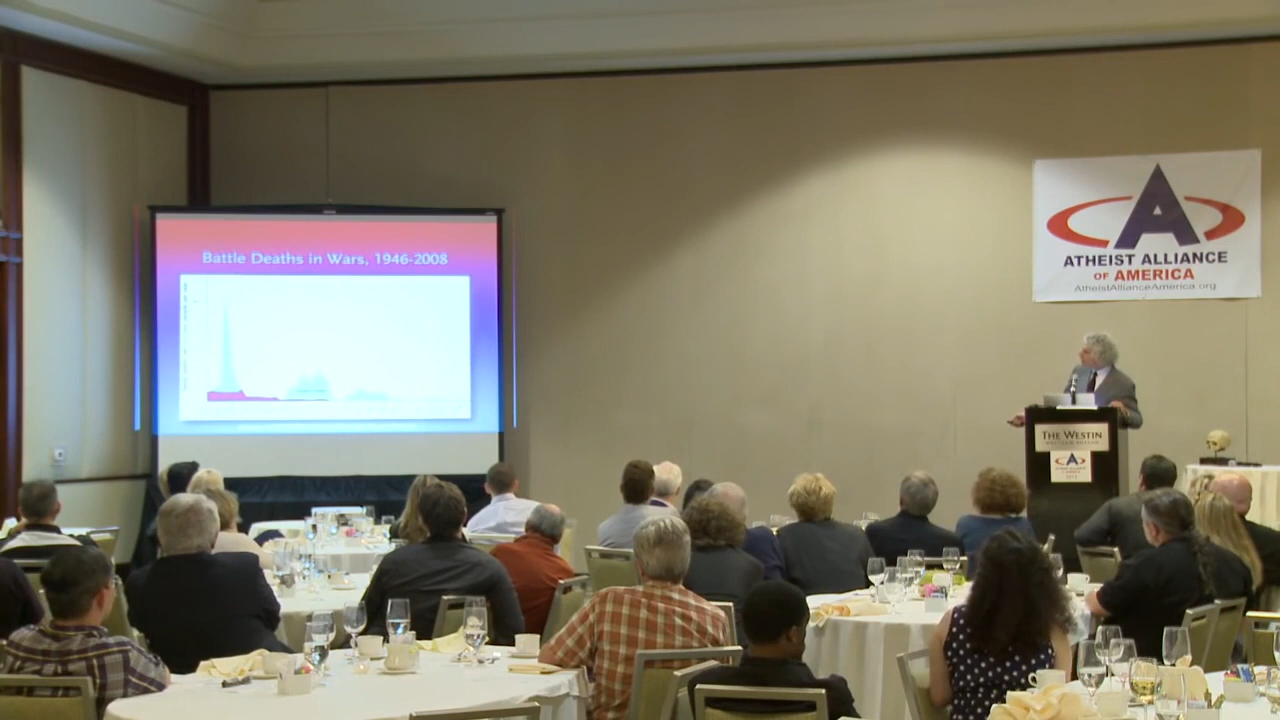 Battle Deaths in Wars, 1946-2008
A
ATHEIST ALLIANCE
OF AMERICA
AtheistAllianceAmerica.org
THE WESTIN
A